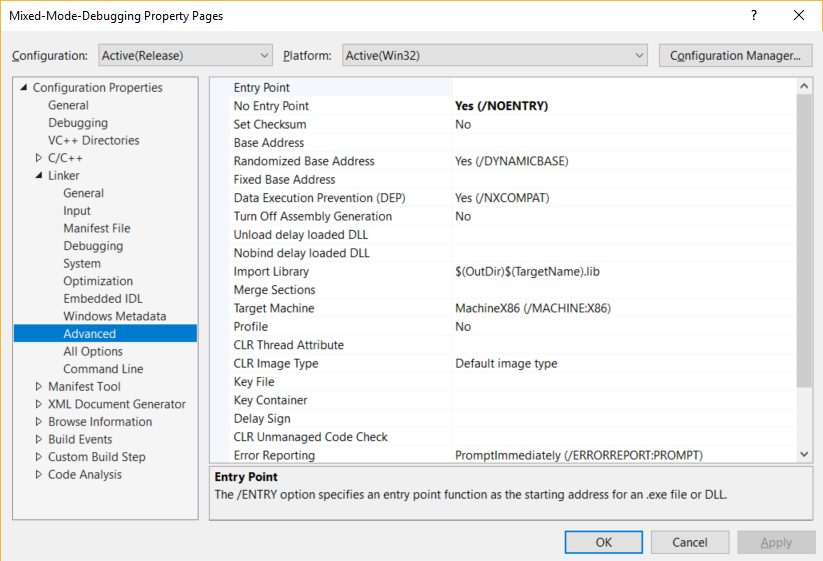 Mixed-Mode-Debugging Property Pages
Configuration: Active(Release) Platform: Active(Win32) Configuration Manager...
Configuration Properties
General
Debugging
VC++ Directories
C/C++
Linker
General
Input
Manifest File
Debugging
System
Optimization
Embedded IDL
Windows Metadata
Advanced
All Options
Command Line
Manifest Tool
XML Document Generator
Browse Information
Build Events
Custom Build Step
Code Analysis
Entry Point
No Entry Point Yes (/NOENTRY)
Set Checksum No
Base Address
Randomized Base Address Yes (/DYNAMICBASE)
Fixed Base Address
Data Execution Prevention (DEP) Yes (/NXCOMPAT)
Turn Off Assembly Generation No
Unload delay loaded DLL
Nobind delay loaded DLL
Import Library $(OutDir)$(TargetName).lib
Merge Sections
Target Machine MachineX86 (/MACHINE:X86)
Profile No
CLR Thread Attribute
CLR Image Type Default image type
Key File
Key Container
Delay Sign
CLR Unmanaged Code Check
Error Reporting PromptImmediately (/ERRORREPORT:PROMPT)
Entry Point
The /ENTRY option specifies an entry point function as the starting address for an .exe file or DLL.
OK Cancel Apply